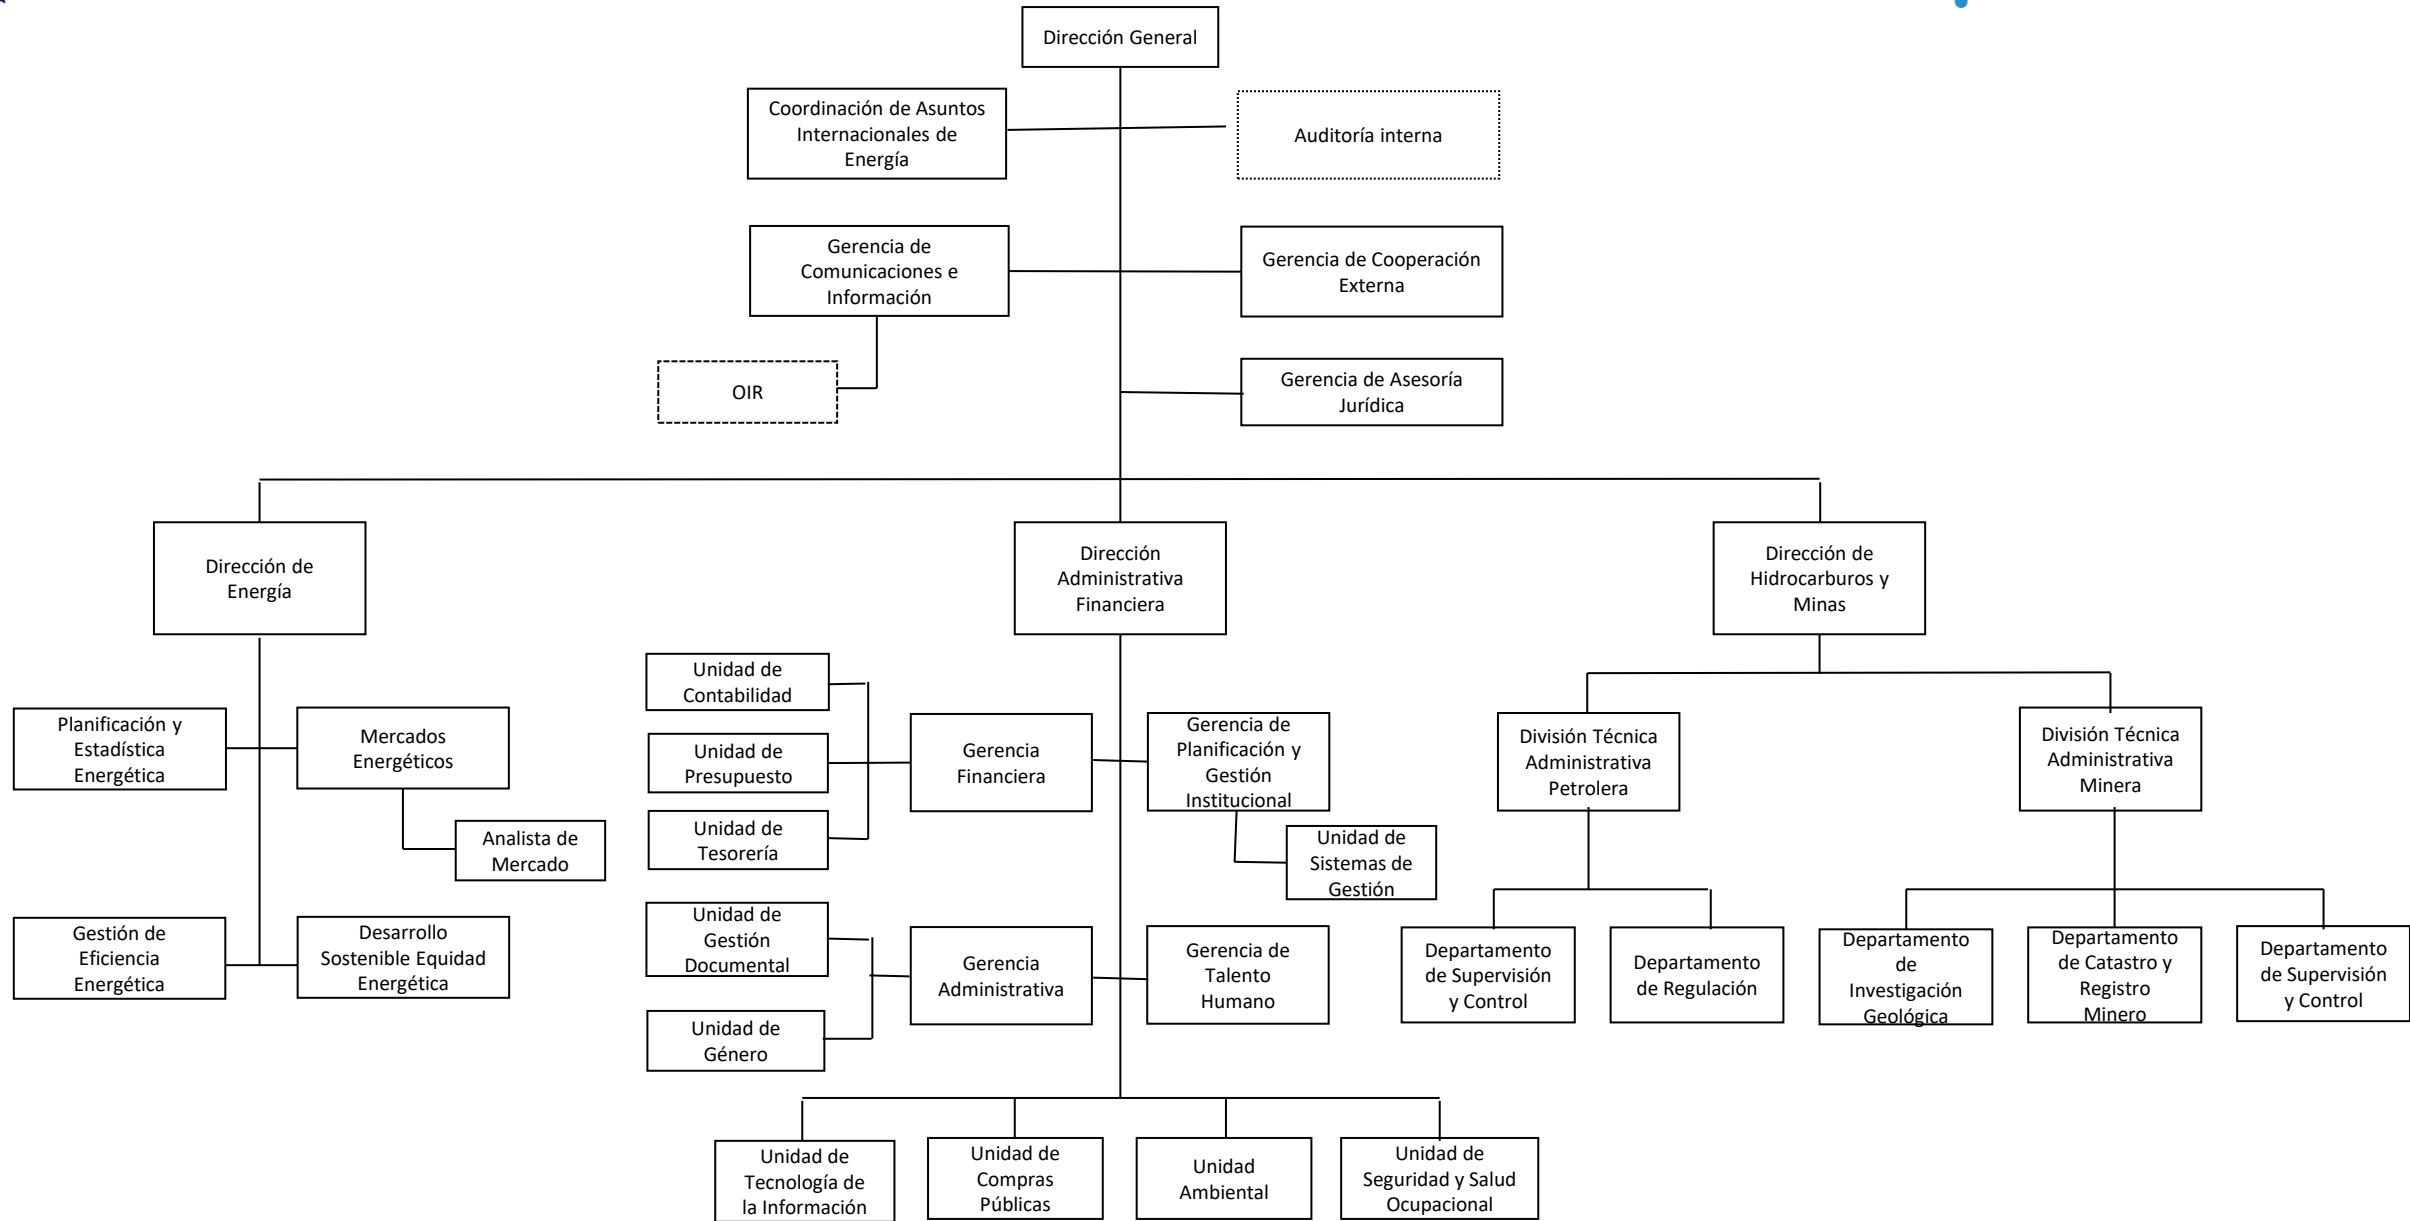 Dirección General
Coordinación de Asuntos
Internacionales de
Energía
Auditoría interna
Gerencia de
Comunicaciones e
Información
Gerencia de Cooperación
Externa
OIR
Gerencia de Asesoría
Jurídica
Dirección de
Energía
Dirección
Administrativa
Financiera
Dirección de
Hidrocarburos y
Minas
Planificación y
Estadística
Energética
Mercados
Energéticos
Analista de
Mercado
Gestión de
Eficiencia
Energética
Desarrollo
Sostenible Equidad
Energética
Unidad de
Contabilidad
Unidad de
Presupuesto
Unidad de
Tesorería
Gerencia
Financiera
Gerencia de
Planificación y
Gestión
Institucional
Unidad de
Sistemas de
Gestión
Unidad de
Gestión
Documental
Unidad de
Género
Gerencia
Administrativa
Gerencia de
Talento
Humano
División Técnica
Administrativa
Petrolera
División Técnica
Administrativa
Minera
Departamento
de Supervisión
y Control
Departamento
de Regulación
Departamento
de
Investigación
Geológica
Departamento
de Catastro y
Registro
Minero
Departamento
de Supervisión
y Control
Unidad de
Tecnología de
la Información
Unidad de
Compras
Públicas
Unidad
Ambiental
Unidad de
Seguridad y Salud
Ocupacional